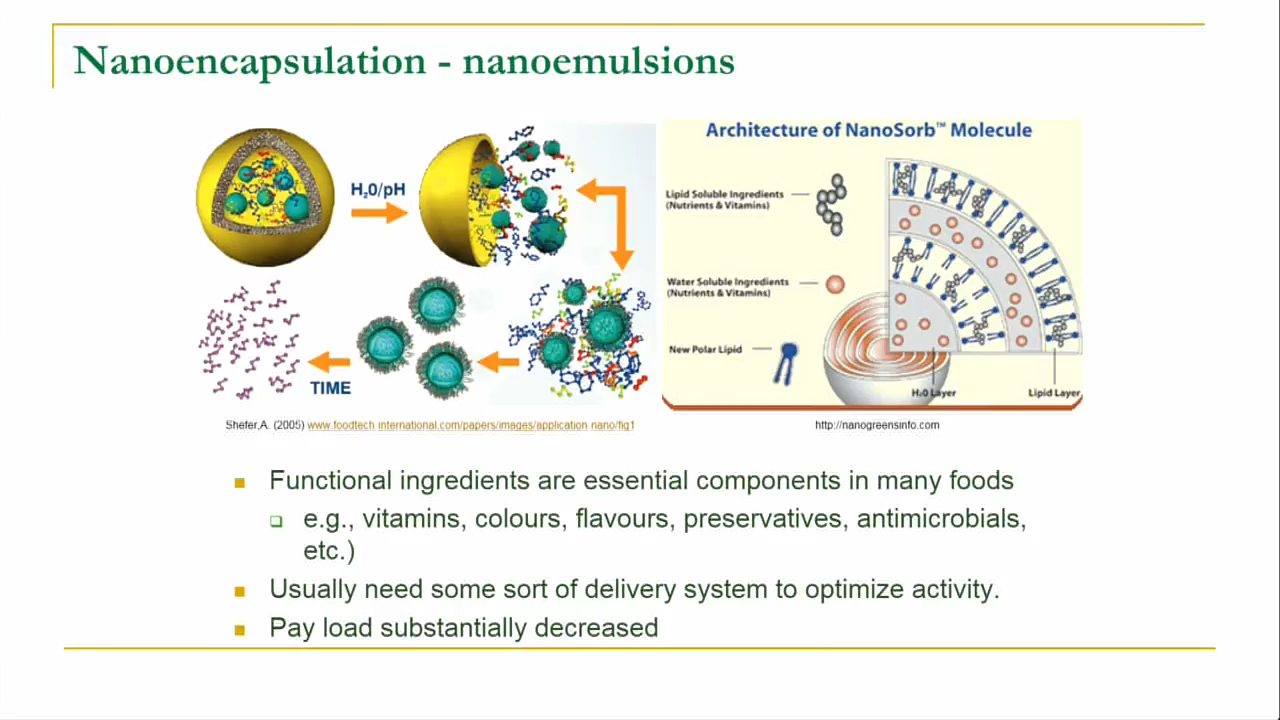 Nanoencapsulation - nanoemulsions
H₂0/pH
TIME
Architecture of NanoSorb™ Molecule
Lipid Soluble Ingredients
(Nutrients & Vitamins)
Water Soluble Ingredients
(Nutrients & Vitamins)
New Polar Lipid
H₂0 Layer
Lipid Layer
Shefer,A. (2005) www.foodtech international.com/papers/images/application nano/fig1
http://nanogreensinfo.com
Functional ingredients are essential components in many foods
e.g., vitamins, colours, flavours, preservatives, antimicrobials,
etc.)
Usually need some sort of delivery system to optimize activity.
Pay load substantially decreased